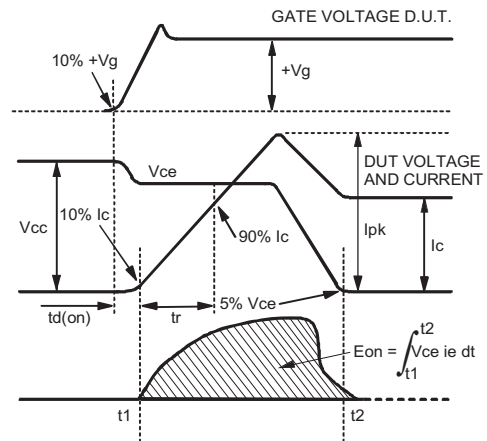 GATE VOLTAGE D.U.T.
10% +Vg
+Vg
Vce
DUT VOLTAGE
AND CURRENT
Vcc
10% Ic
90% Ic
Ipk
Ic
td(on)
tr
5% Vce
Eon = ∫ Vce ie dt
t2
t1
t1
t2